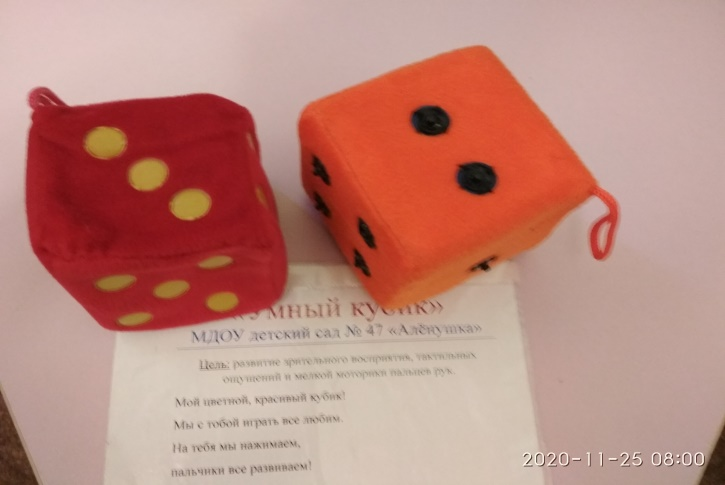 «Умный кубик»
МДОУ детский сад № 47 «Алёнушка»
Цель: развитие зрительного восприятия, тактильных
ощущений и мелкой моторики пальцев рук.
Мой цветной, красивый кубик!
Мы с тобой играть все любим.
На тебя мы нажимаем,
пальчики все развиваем!
2020-11-25 08:00